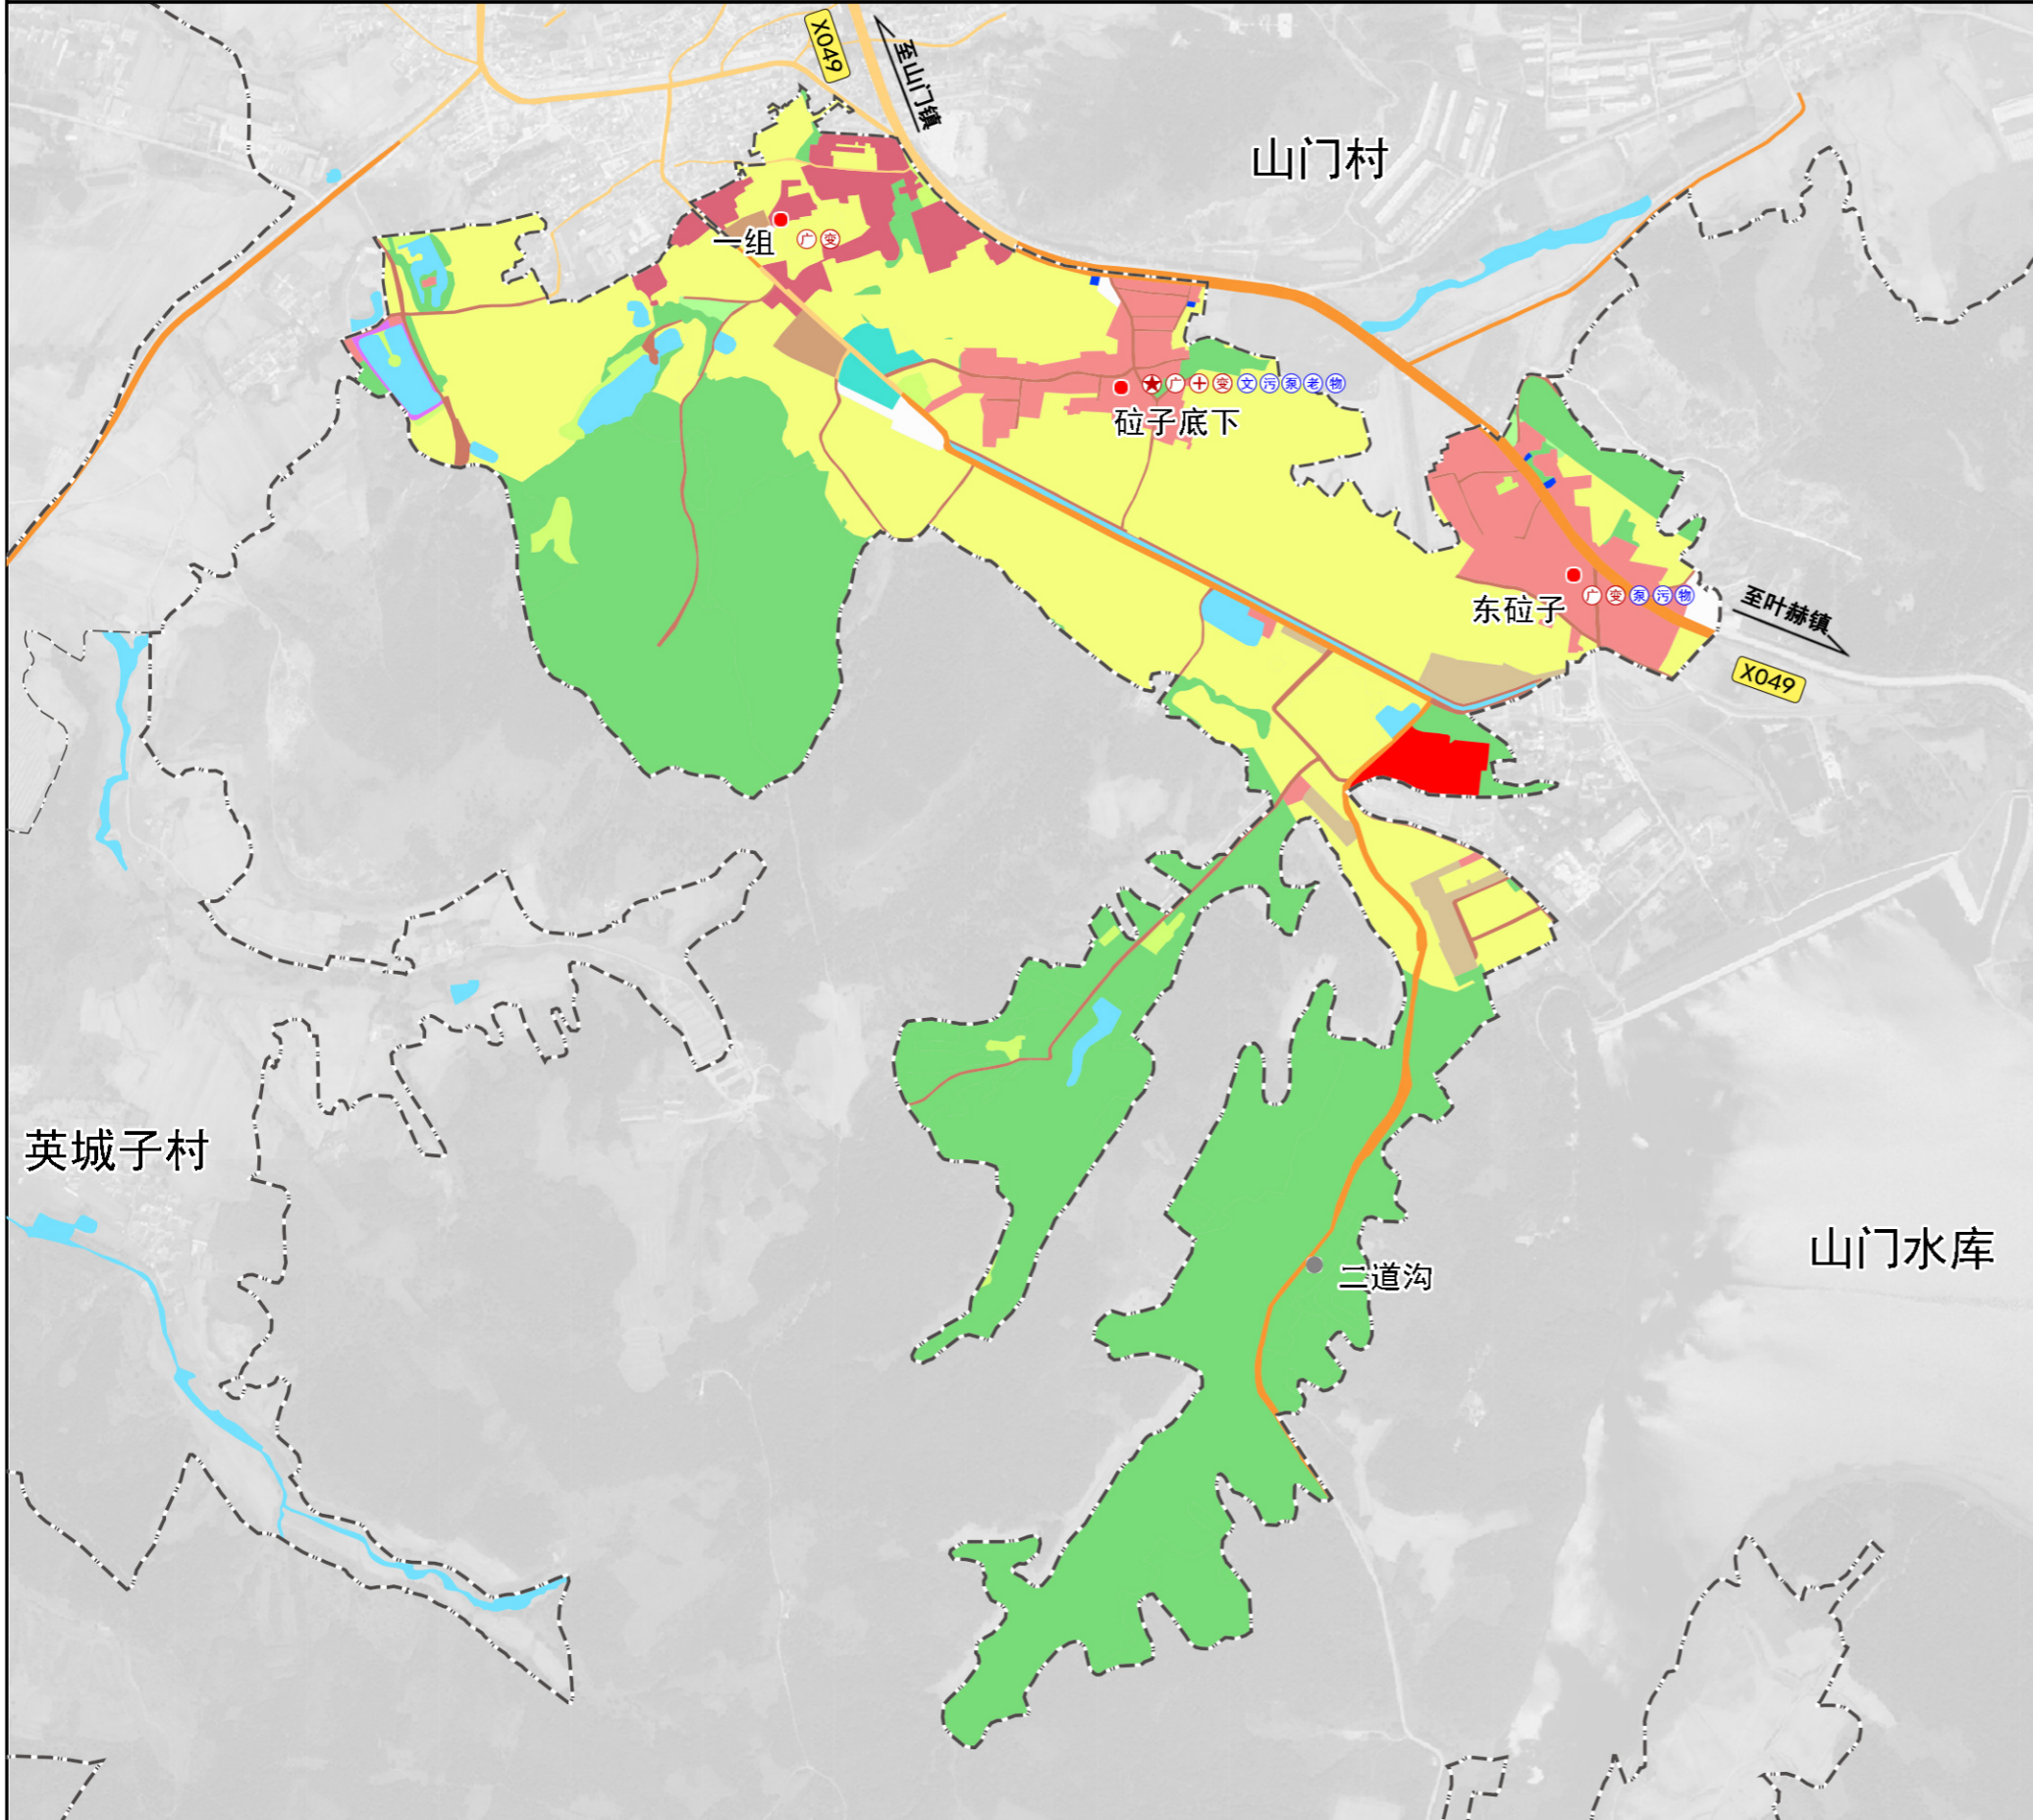 X049
至山门镇
山门村
一组
广 变
广 变 文 污 泵 老 物
砬子底下
广 变 泵 污 物
东砬子
至叶赫镇
X049
英城子村
山门水库
二道沟